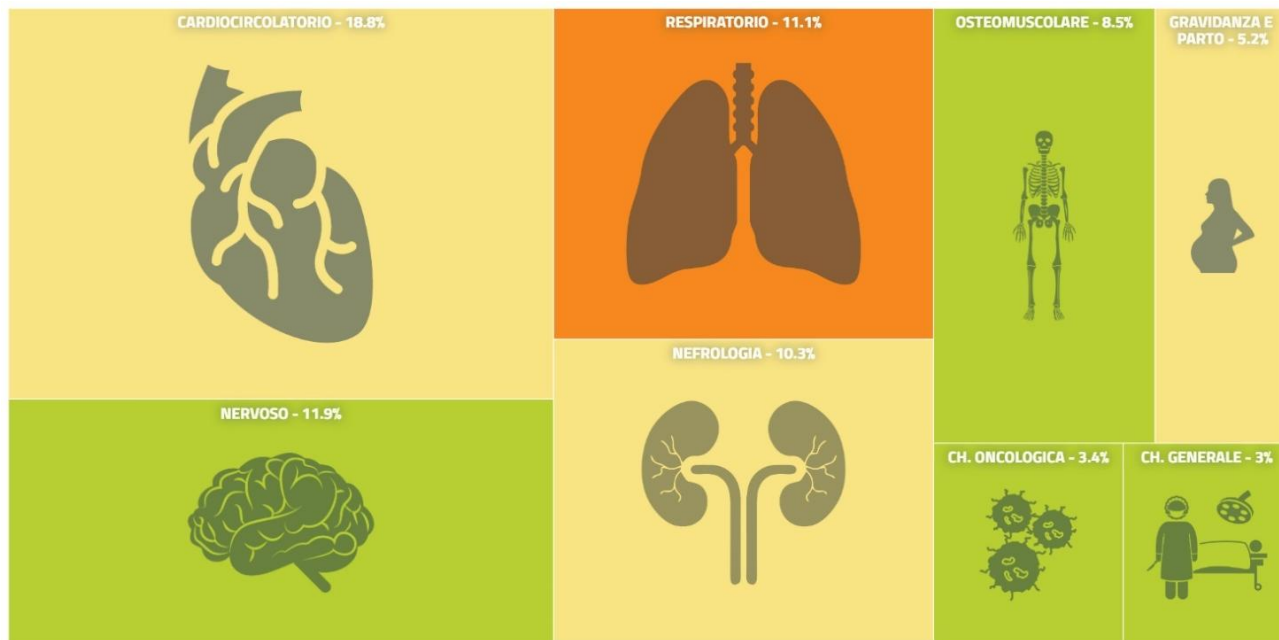 CARDIOCIRCOLATORIO - 18.8%
RESPIRATORIO - 11.1%
OSTEOMUSCOLARE - 8.5%
GRAVIDANZA E
PARTO - 5.2%
NERVOSO - 11.9%
NEFROLOGIA - 10.3%
CH. ONCOLOGICA - 3.4%
CH. GENERALE - 3%